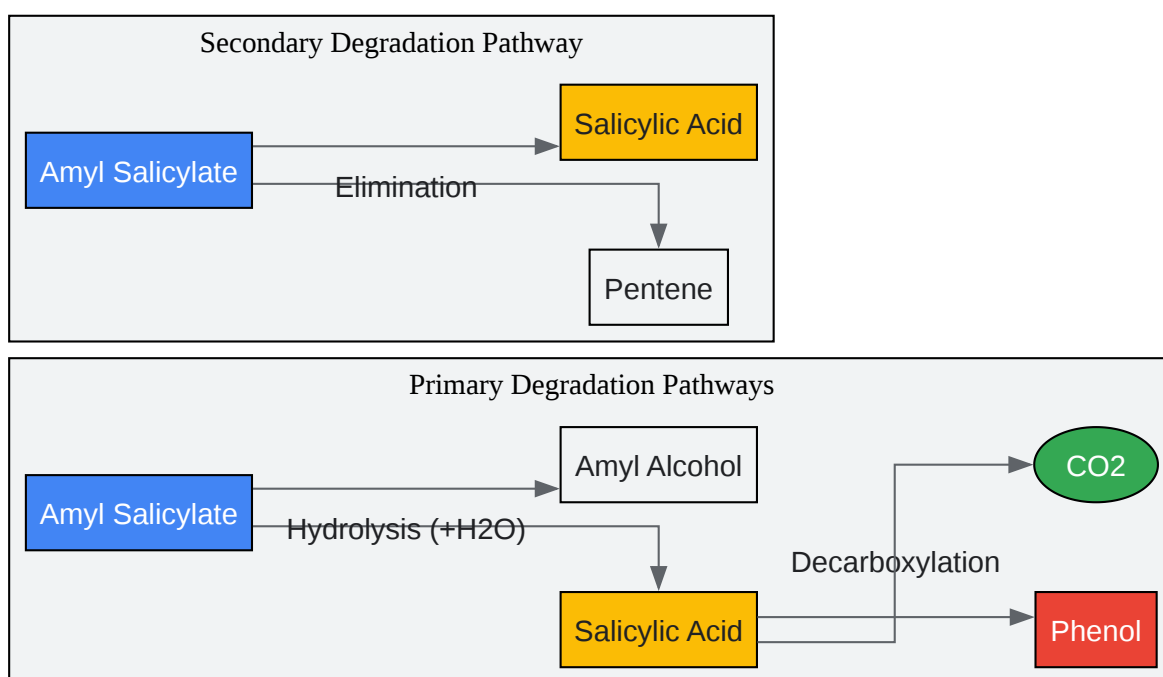 Secondary Degradation Pathway
Salicylic Acid
Amyl Salicylate
Elimination
Pentene
Primary Degradation Pathways
Amyl Alcohol
CO2
Amyl Salicylate
Hydrolysis (+H2O)
Decarboxylation
Salicylic Acid
Phenol